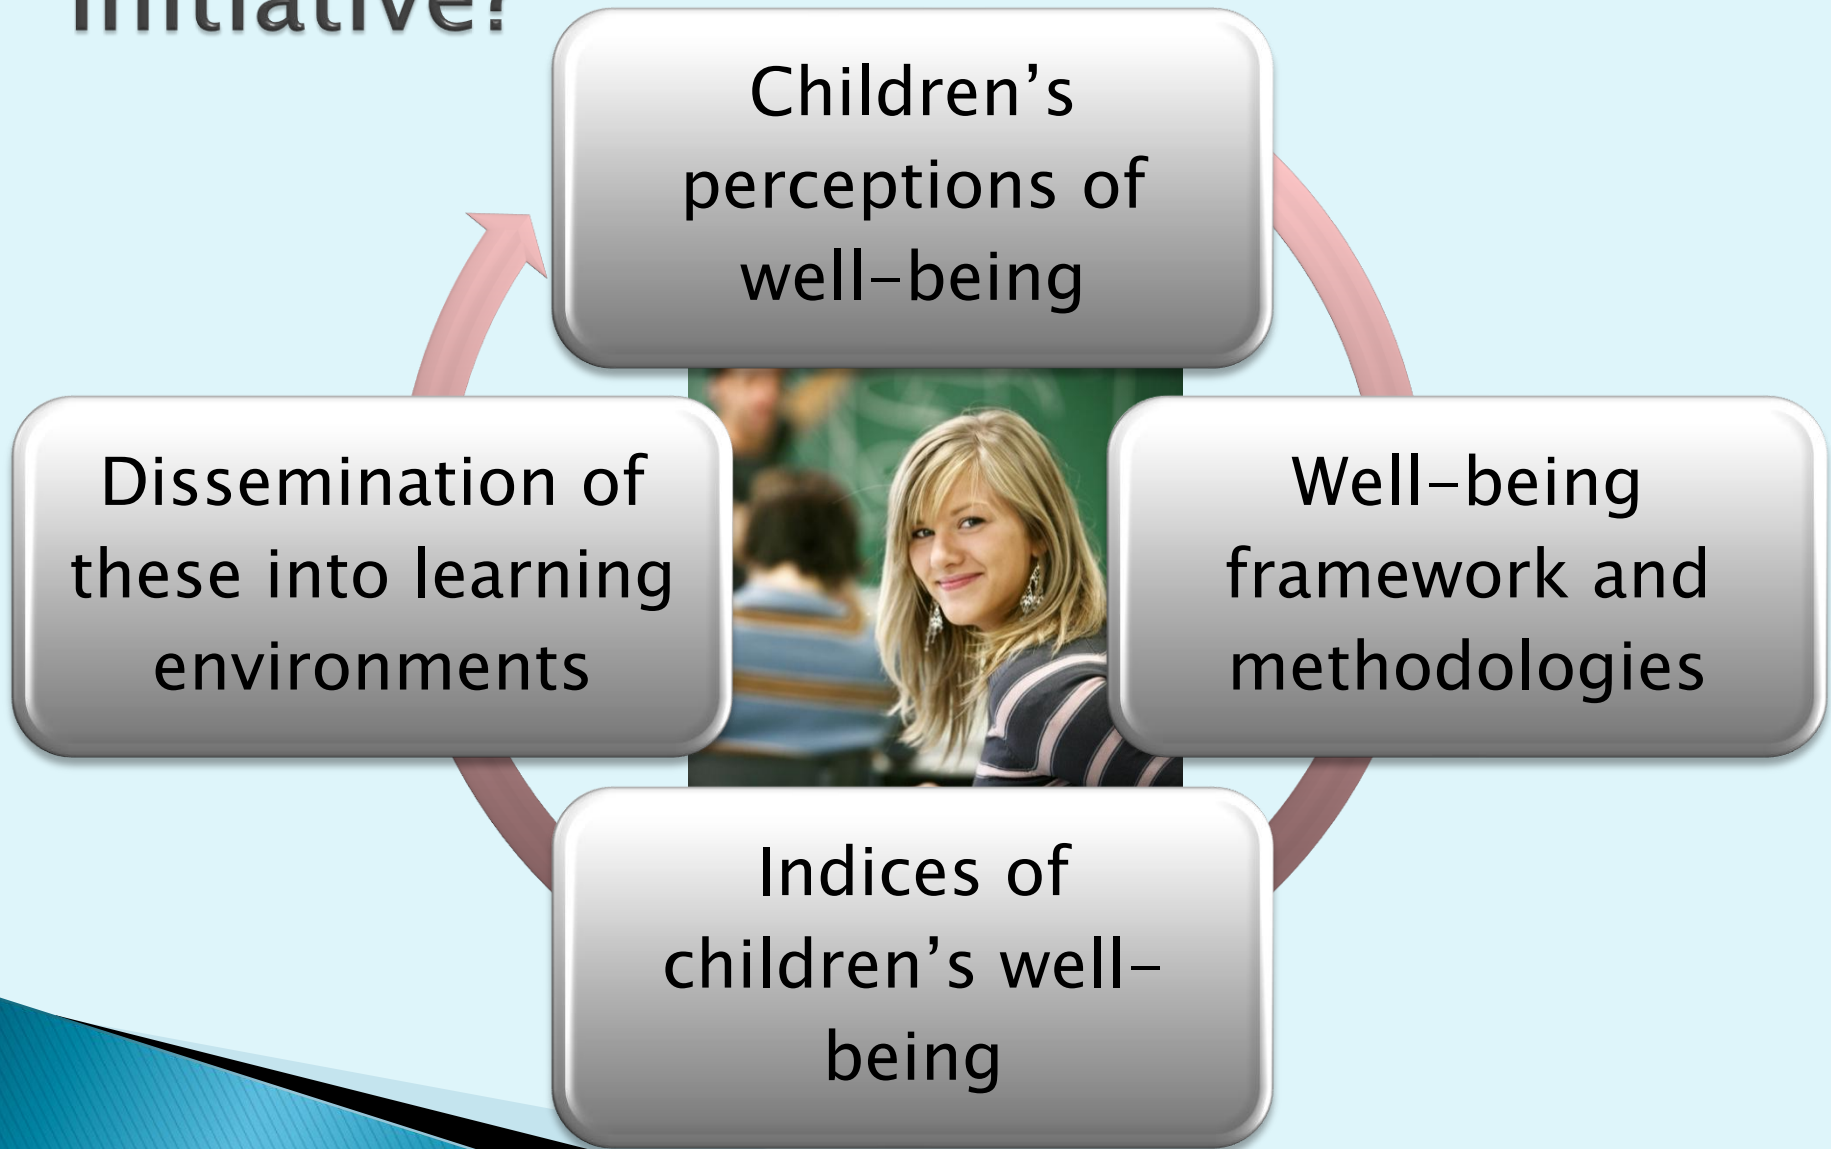 initiative?
Children’s
perceptions of
well-being
Well-being
framework and
methodologies
Indices of
children’s well-
being
Dissemination of
these into learning
environments